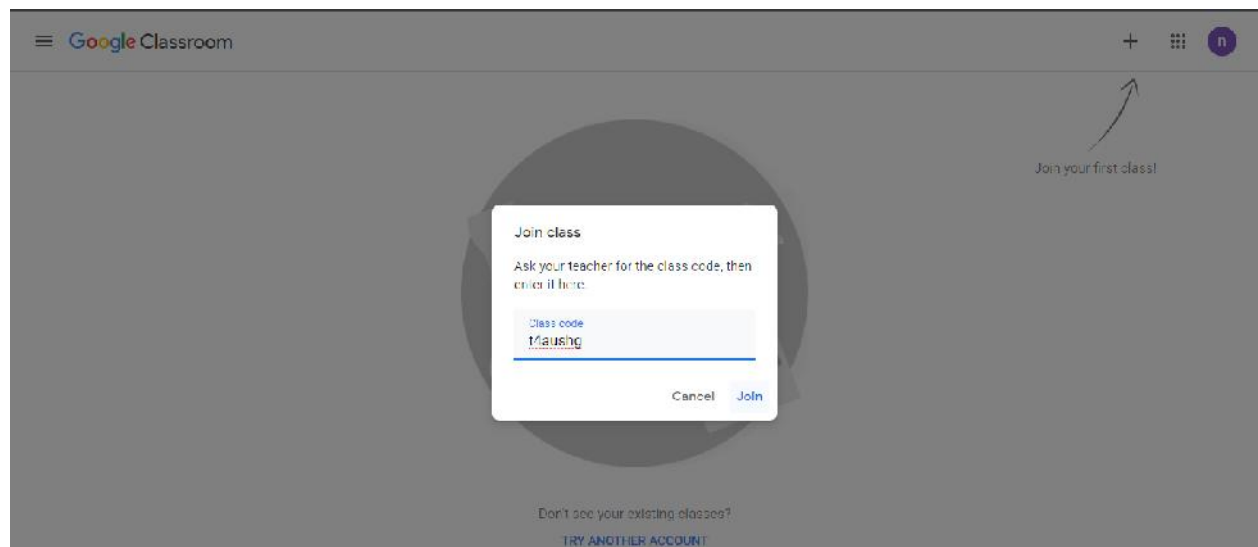 Google Classroom
n
Join your first class!
Join class
Ask your teacher for the class code, then
enter it here.
Class code
t4aushg
Cancel Join
Don't see your existing classes?
TRY ANOTHER ACCOUNT